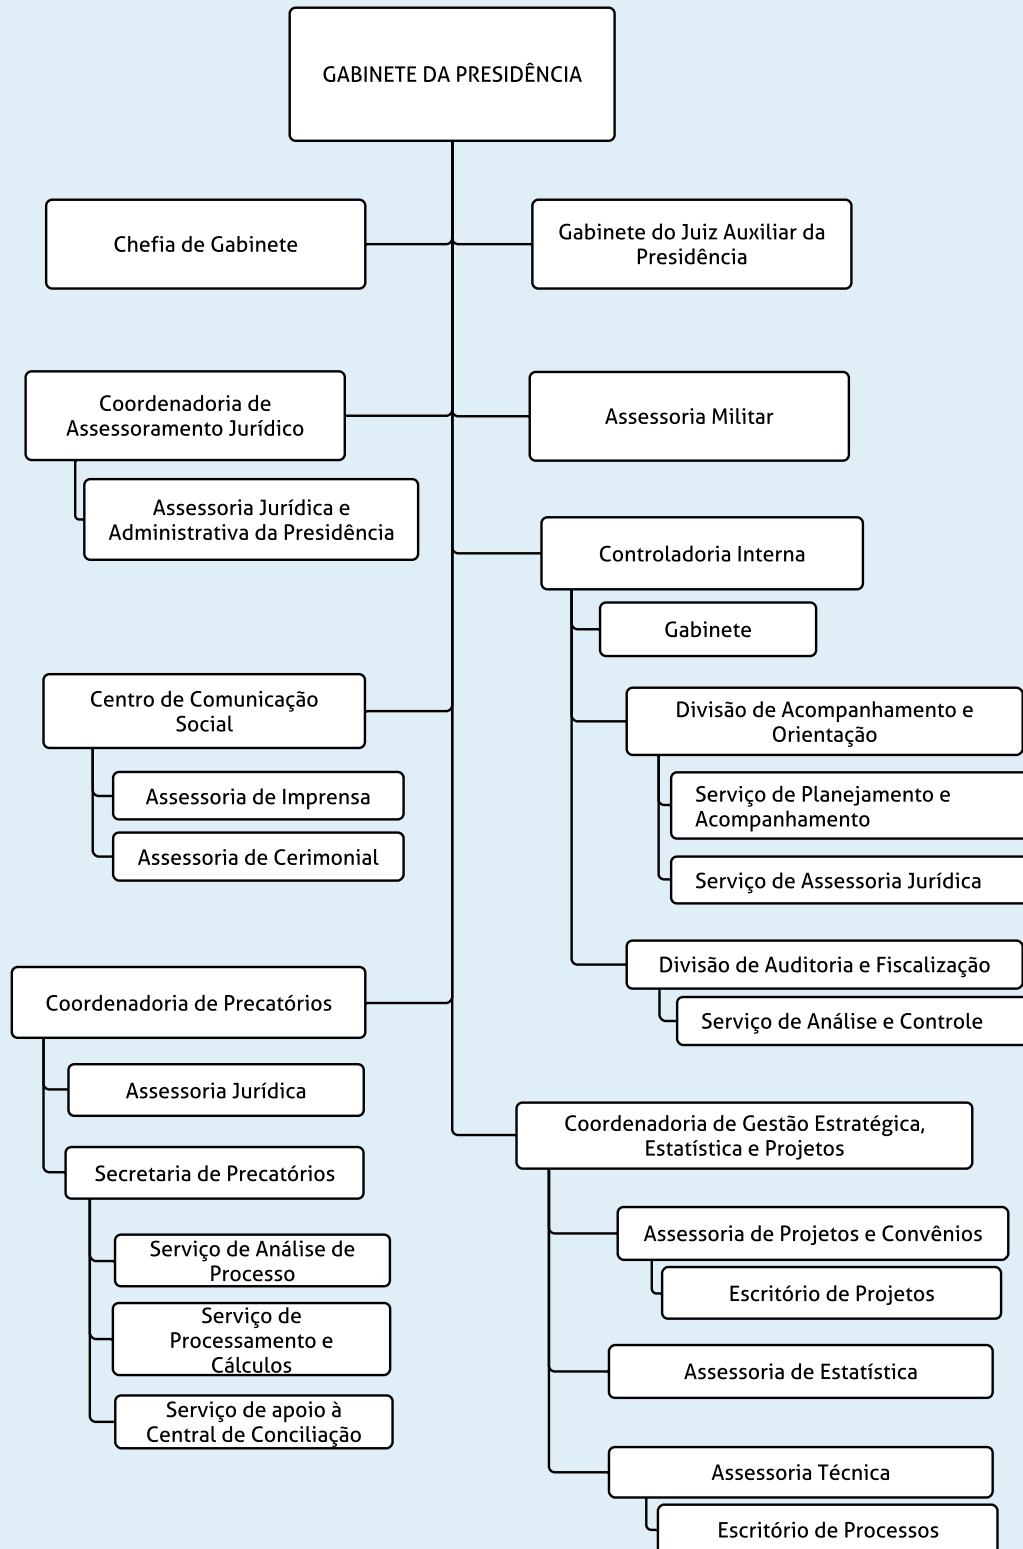 GABINETE DA PRESIDÊNCIA
Chefia de Gabinete
Gabinete do Juiz Auxiliar da
Presidência
Coordenadoria de
Assessoramento Jurídico
Assessoria Jurídica e
Administrativa da Presidência
Assessoria Militar
Controladoria Interna
Gabinete
Divisão de Acompanhamento e
Orientação
Serviço de Planejamento e
Acompanhamento
Serviço de Assessoria Jurídica
Divisão de Auditoria e Fiscalização
Serviço de Análise e Controle
Centro de Comunicação
Social
Assessoria de Imprensa
Assessoria de Cerimonial
Coordenadoria de Precatórios
Assessoria Jurídica
Secretaria de Precatórios
Serviço de Análise de
Processo
Serviço de
Processamento e
Cálculos
Serviço de apoio à
Central de Conciliação
Coordenadoria de Gestão Estratégica,
Estatística e Projetos
Assessoria de Projetos e Convênios
Escritório de Projetos
Assessoria de Estatística
Assessoria Técnica
Escritório de Processos